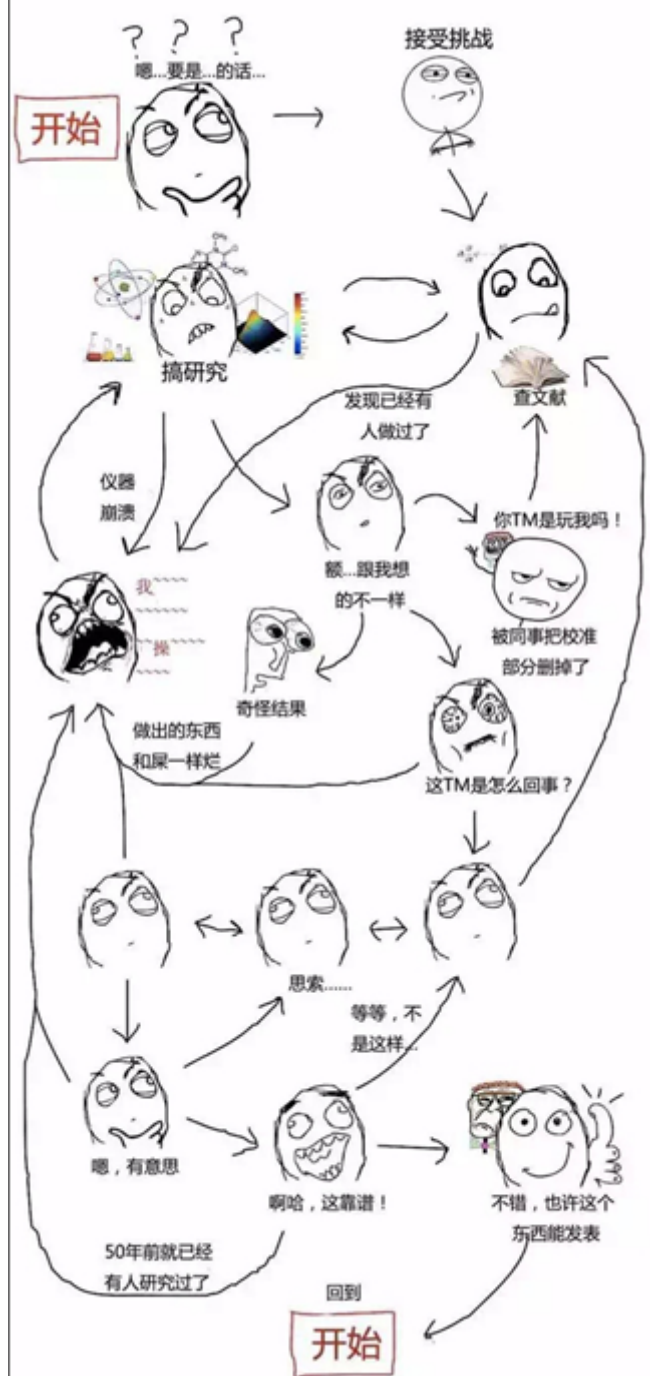 ? ? ?
嗯...要是...的话...
接受挑战
开始
搞研究
查文献
发现已经有
人做过了
仪器
崩溃
你TM是玩我吗！
额...跟我想
的不一样
我
操
被同事把校准
部分删掉了
奇怪结果
做出的东西
和屎一样烂
这TM是怎么回事？
思索......
等等，不
是这样...
嗯，有意思
啊哈，这靠谱！
不错，也许这个
东西能发表
50年前就已经
有人研究过了
回到
开始